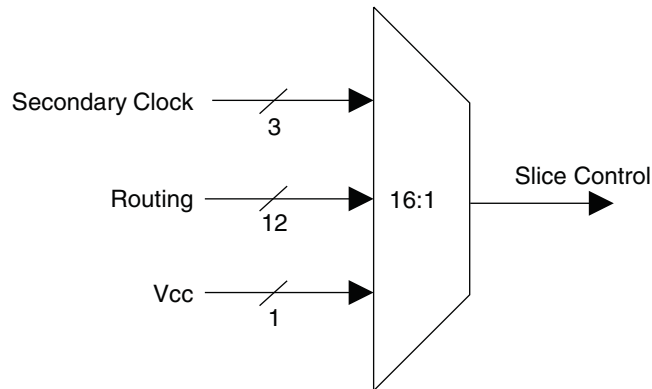 Secondary Clock
3
Routing
12
16:1
Slice Control
Vcc
1